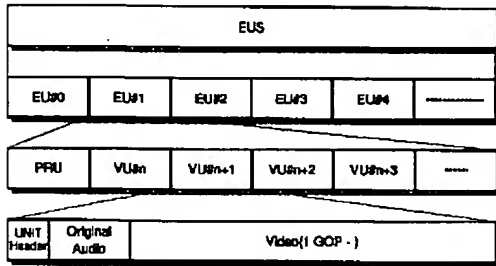 EUS
EU#0 EU#1 EU#2 EU#3 EU#4
PRU VU#n VU#n+1 VU#n+2 VU#n+3
UNIT Header Original Audio Video(1 GOP - )